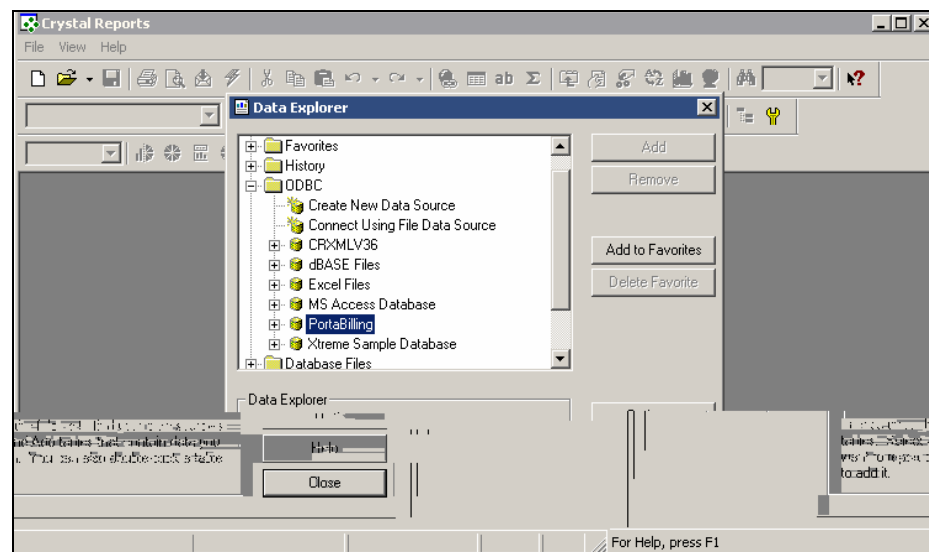 Crystal Reports
File View Help
ab Σ
Data Explorer
Favorites
History
ODBC
Create New Data Source
Connect Using File Data Source
CRXMLV36
dBASE Files
Excel Files
MS Access Database
PortaBilling
Xtreme Sample Database
Database Files
Add
Remove
Add to Favorites
Delete Favorite
Data Explorer
Help
Close
to add it.
For Help, press F1